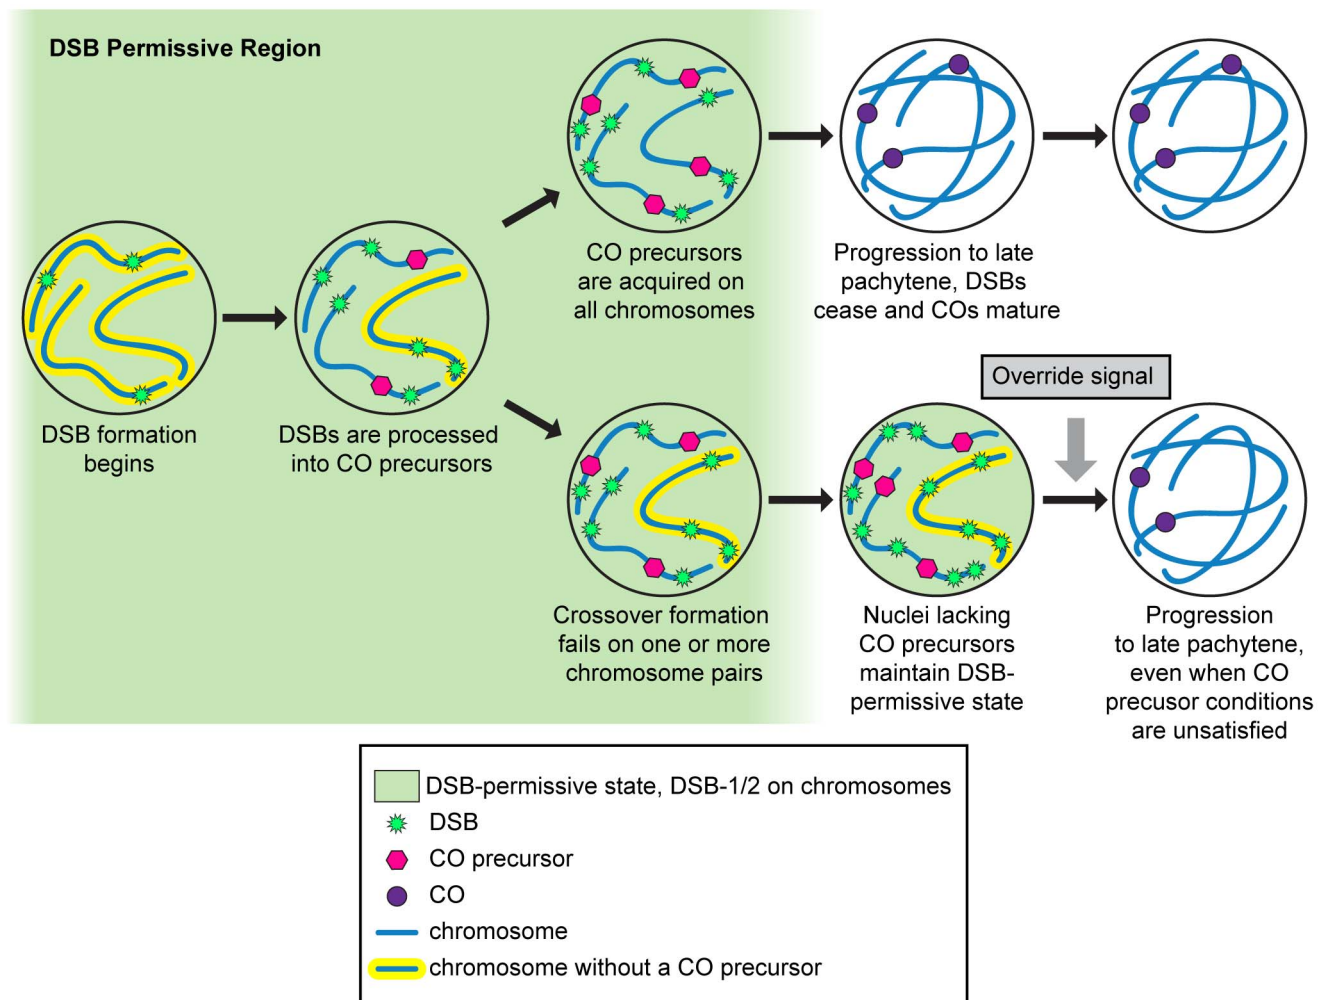 DSB Permissive Region
DSB formation
begins
DSBs are processed
into CO precursors
CO precursors
are acquired on
all chromosomes
Progression to late
pachytene, DSBs
cease and COs mature
Override signal
Crossover formation
fails on one or more
chromosome pairs
Nuclei lacking
CO precursors
maintain DSB-
permissive state
Progression
to late pachytene,
even when CO
precusor conditions
are unsatisfied
DSB-permissive state, DSB-1/2 on chromosomes
DSB
CO precursor
CO
chromosome
chromosome without a CO precursor